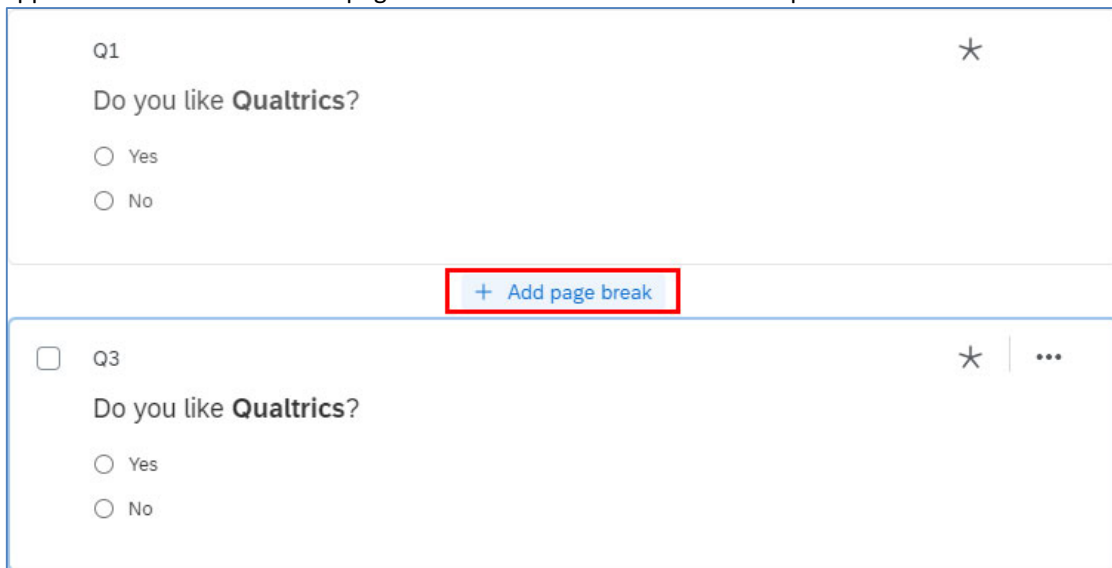 Q1
Do you like Qualtrics?
Yes
No
+ Add page break
Q3
Do you like Qualtrics?
Yes
No